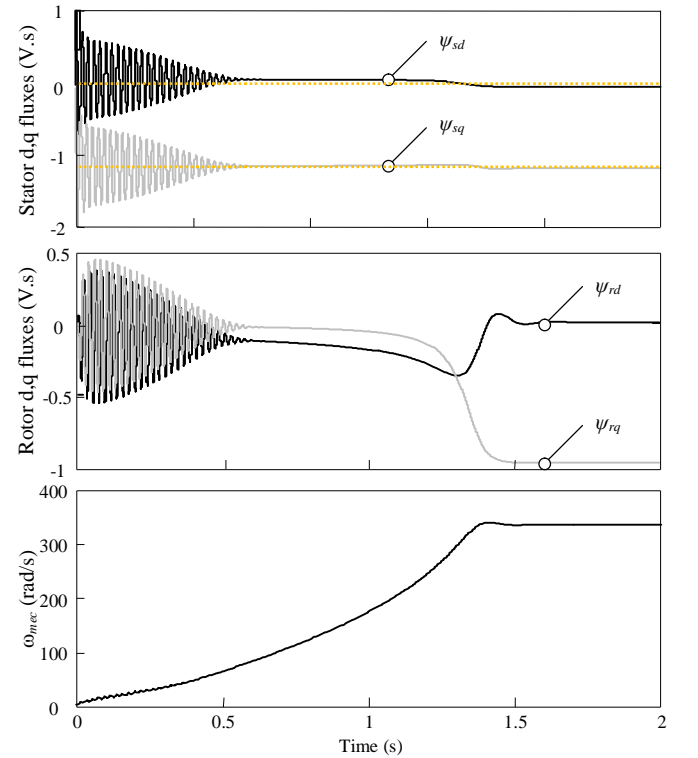 Stator d,q fluxes (V.s)
1
0
-1
-2
ψsd
ψsq
Rotor d,q fluxes (V.s)
0.5
0
-0.5
-1
ψrd
ψrq
ωmec (rad/s)
400
300
200
100
0
0 0.5 1 1.5 2
Time (s)